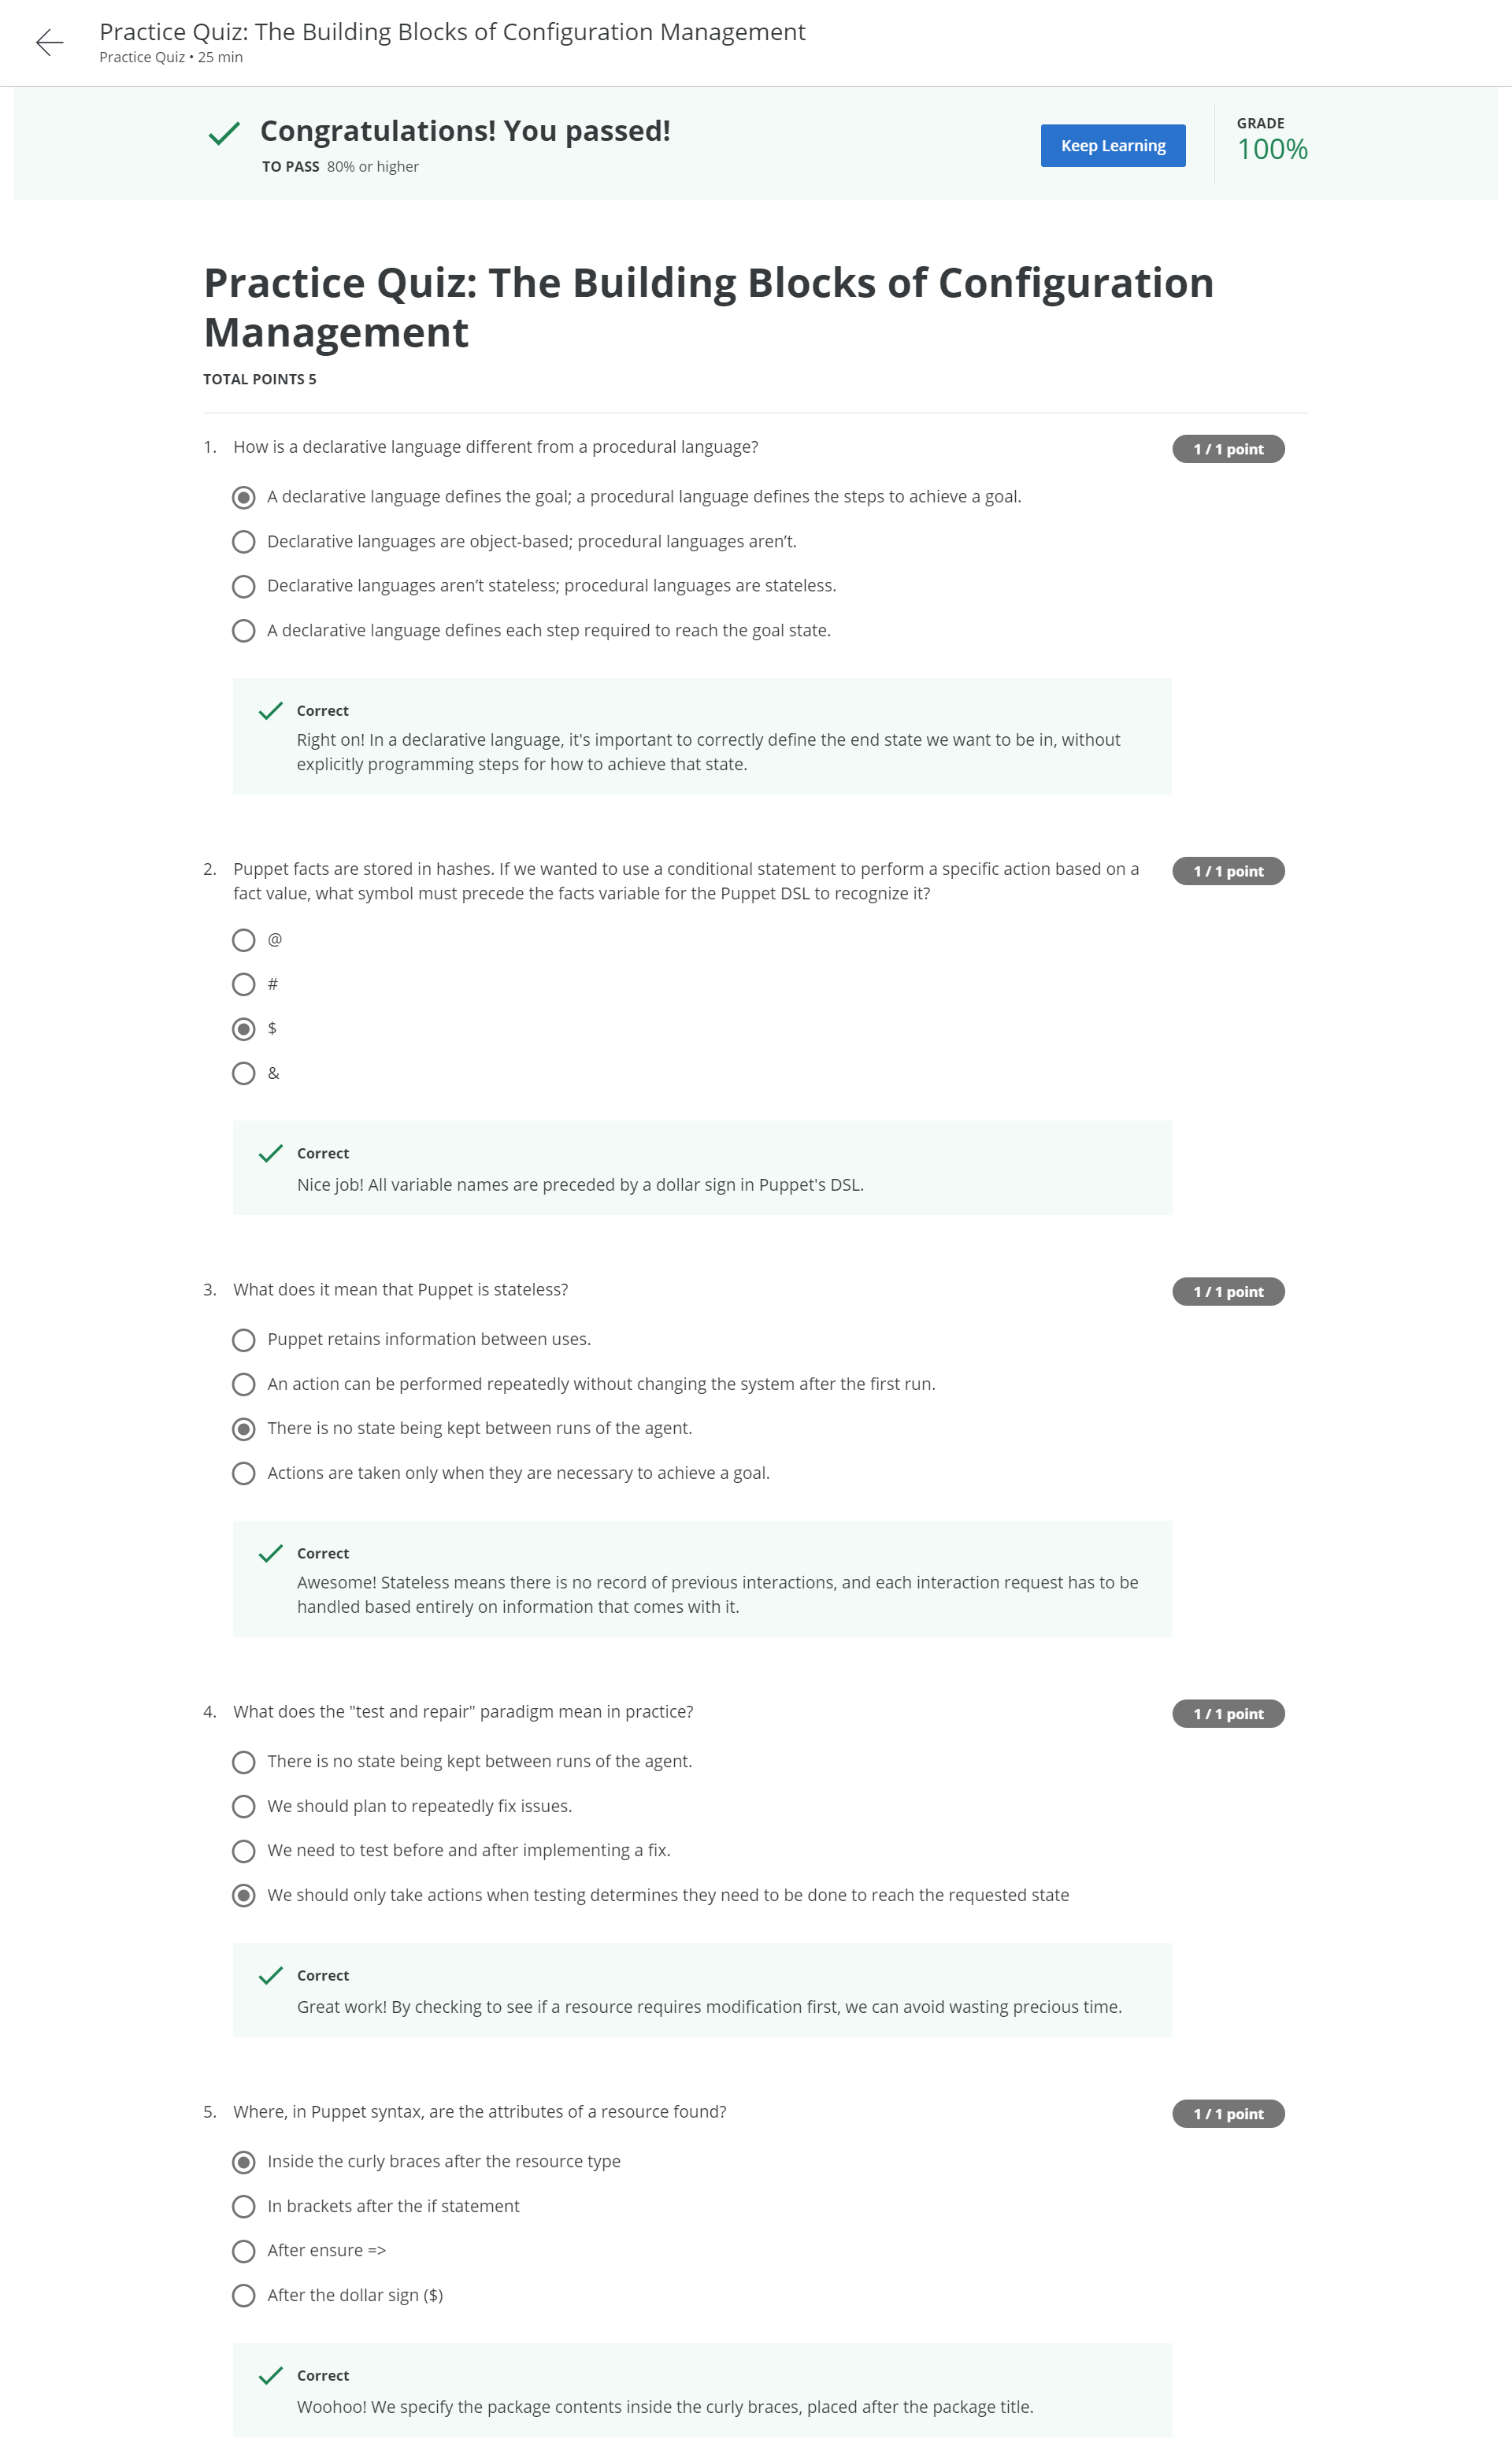 Practice Quiz: The Building Blocks of Configuration Management
Practice Quiz • 25 min
Congratulations! You passed!
TO PASS 80% or higher
Keep Learning
GRADE
100%
Practice Quiz: The Building Blocks of Configuration
Management
TOTAL POINTS 5
1. How is a declarative language different from a procedural language?
1 / 1 point
A declarative language defines the goal; a procedural language defines the steps to achieve a goal.
Declarative languages are object-based; procedural languages aren’t.
Declarative languages aren’t stateless; procedural languages are stateless.
A declarative language defines each step required to reach the goal state.
Correct
Right on! In a declarative language, it's important to correctly define the end state we want to be in, without
explicitly programming steps for how to achieve that state.
2. Puppet facts are stored in hashes. If we wanted to use a conditional statement to perform a specific action based on a
fact value, what symbol must precede the facts variable for the Puppet DSL to recognize it?
1 / 1 point
@
#
$
&
Correct
Nice job! All variable names are preceded by a dollar sign in Puppet's DSL.
3. What does it mean that Puppet is stateless?
1 / 1 point
Puppet retains information between uses.
An action can be performed repeatedly without changing the system after the first run.
There is no state being kept between runs of the agent.
Actions are taken only when they are necessary to achieve a goal.
Correct
Awesome! Stateless means there is no record of previous interactions, and each interaction request has to be
handled based entirely on information that comes with it.
4. What does the "test and repair" paradigm mean in practice?
1 / 1 point
There is no state being kept between runs of the agent.
We should plan to repeatedly fix issues.
We need to test before and after implementing a fix.
We should only take actions when testing determines they need to be done to reach the requested state
Correct
Great work! By checking to see if a resource requires modification first, we can avoid wasting precious time.
5. Where, in Puppet syntax, are the attributes of a resource found?
1 / 1 point
Inside the curly braces after the resource type
In brackets after the if statement
After ensure =>
After the dollar sign ($)
Correct
Woohoo! We specify the package contents inside the curly braces, placed after the package title.